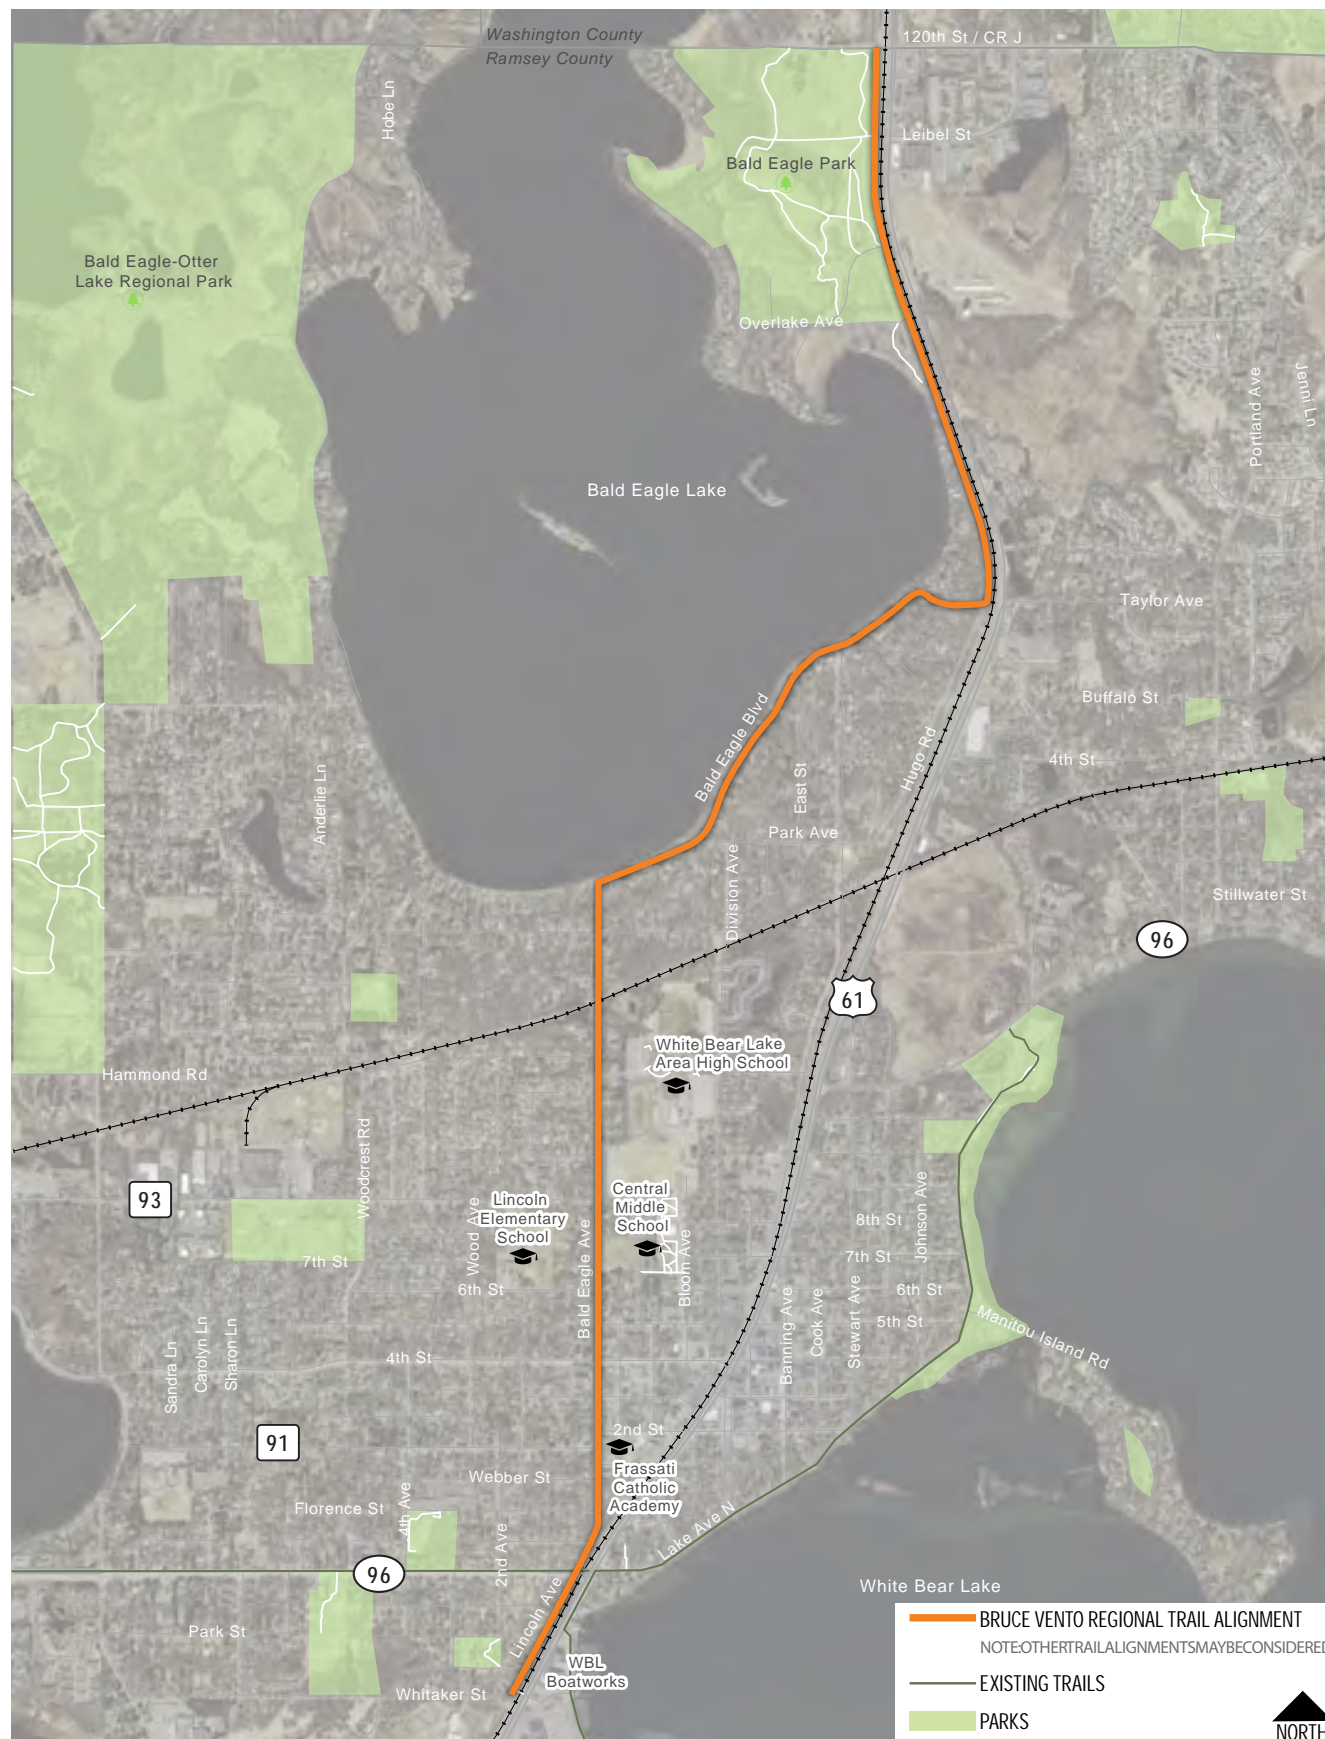 Washington County
Ramsey County
120th St / CR J
Hobe Ln
Leibel St
Bald Eagle Park
Bald Eagle-Otter
Lake Regional Park
Overlake Ave
Portland Ave
Jenni Ln
Bald Eagle Lake
Taylor Ave
Buffalo St
Bald Eagle Blvd
Hugo Rd
4th St
East St
Anderlie Ln
Park Ave
Division Ave
Stillwater St
96
61
White Bear Lake
Area High School
Hammond Rd
Woodcrest Rd
93
Lincoln
Elementary
School
Central
Middle
School
Wood Ave
Bald Eagle Ave
Bloom Ave
Johnson Ave
8th St
7th St
7th St
6th St
6th St
5th St
Manitou Island Rd
Banning Ave
Cook Ave
Stewart Ave
Sandra Ln
Carolyn Ln
Sharon Ln
4th St
91
2nd St
Webber St
Frassati
Catholic
Academy
Florence St
4th Ave
2nd Ave
Lake Ave N
96
Lincoln Ave
White Bear Lake
Park St
WBL
Boatworks
Whitaker St
BRUCE VENTO REGIONAL TRAIL ALIGNMENT
NOTE:OTHERTRAILALIGNMENTSMAYBECONSIDERED
EXISTING TRAILS
PARKS
NORTH